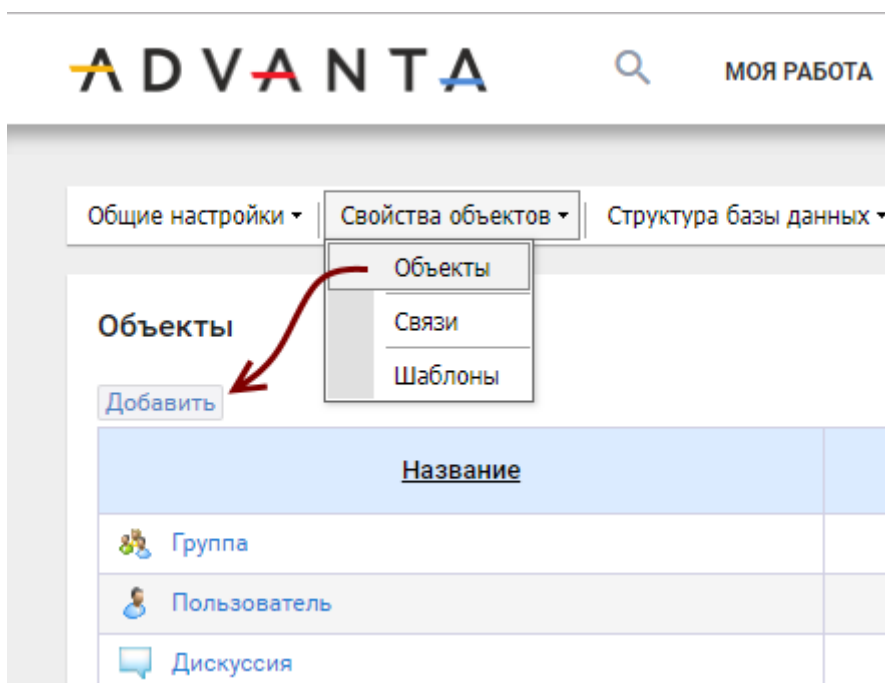 ADVANTA
МОЯ РАБОТА
Общие настройки
Свойства объектов
Структура базы данных
Объекты
Связи
Шаблоны
Объекты
Добавить
Название
Группа
Пользователь
Дискуссия